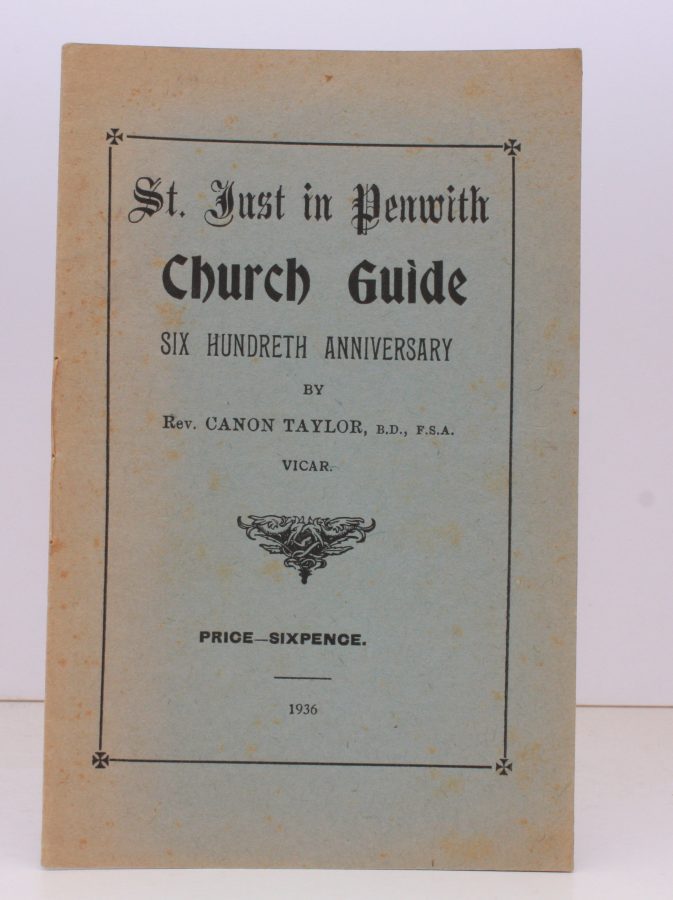 St. Just in Penwith
Church Guide
SIX HUNDRETH ANNIVERSARY
BY
Rev. CANON TAYLOR, B.D., F.S.A.
VICAR.
PRICE—SIXPENCE.
1936